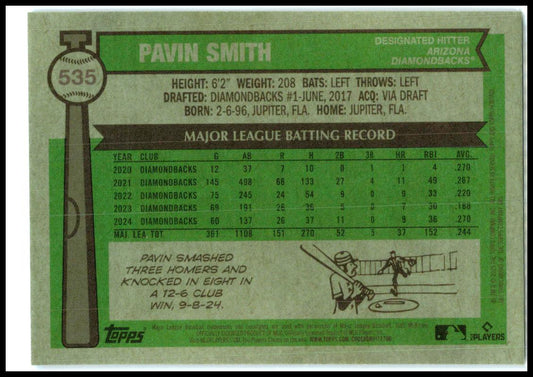 535
PAVIN SMITH
DESIGNATED HITTER
ARIZONA
DIAMONDBACKS®
HEIGHT: 6'2" WEIGHT: 208 BATS: LEFT THROWS: LEFT
DRAFTED: DIAMONDBACKS #1-JUNE, 2017 ACQ: VIA DRAFT
BORN: 2-6-96, JUPITER, FLA. HOME: JUPITER, FLA.
MAJOR LEAGUE BATTING RECORD
YEAR CLUB G AB R H 2B 3B HR RBI AVG.
2020 DIAMONDBACKS 12 37 7 10 0 1 1 4 .270
2021 DIAMONDBACKS 145 498 68 133 27 4 11 49 .267
2022 DIAMONDBACKS 75 245 24 54 9 0 9 33 .220
2023 DIAMONDBACKS 69 191 26 36 5 0 7 30 .188
2024 DIAMONDBACKS 60 137 26 37 11 0 9 36 .270
MAJ. LEA TOT. 361 1108 151 270 52 5 37 152 .244
PAVIN SMASHED
THREE HOMERS AND
KNOCKED IN EIGHT IN
A 12-6 CLUB
WIN, 9-8-24.
Topps
MLB
PLAYERS